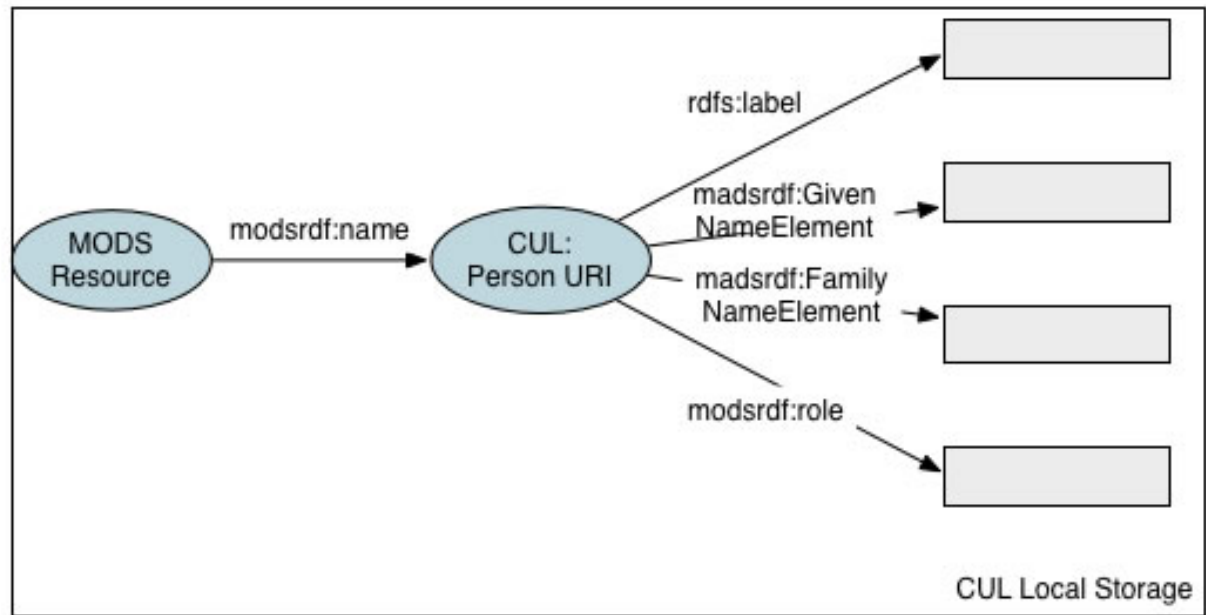 rdfs:label
madsrdf:Given
NameElement
modsrdf:name
MODS
Resource
CUL:
Person URI
madsrdf:Family
NameElement
modsrdf:role
CUL Local Storage